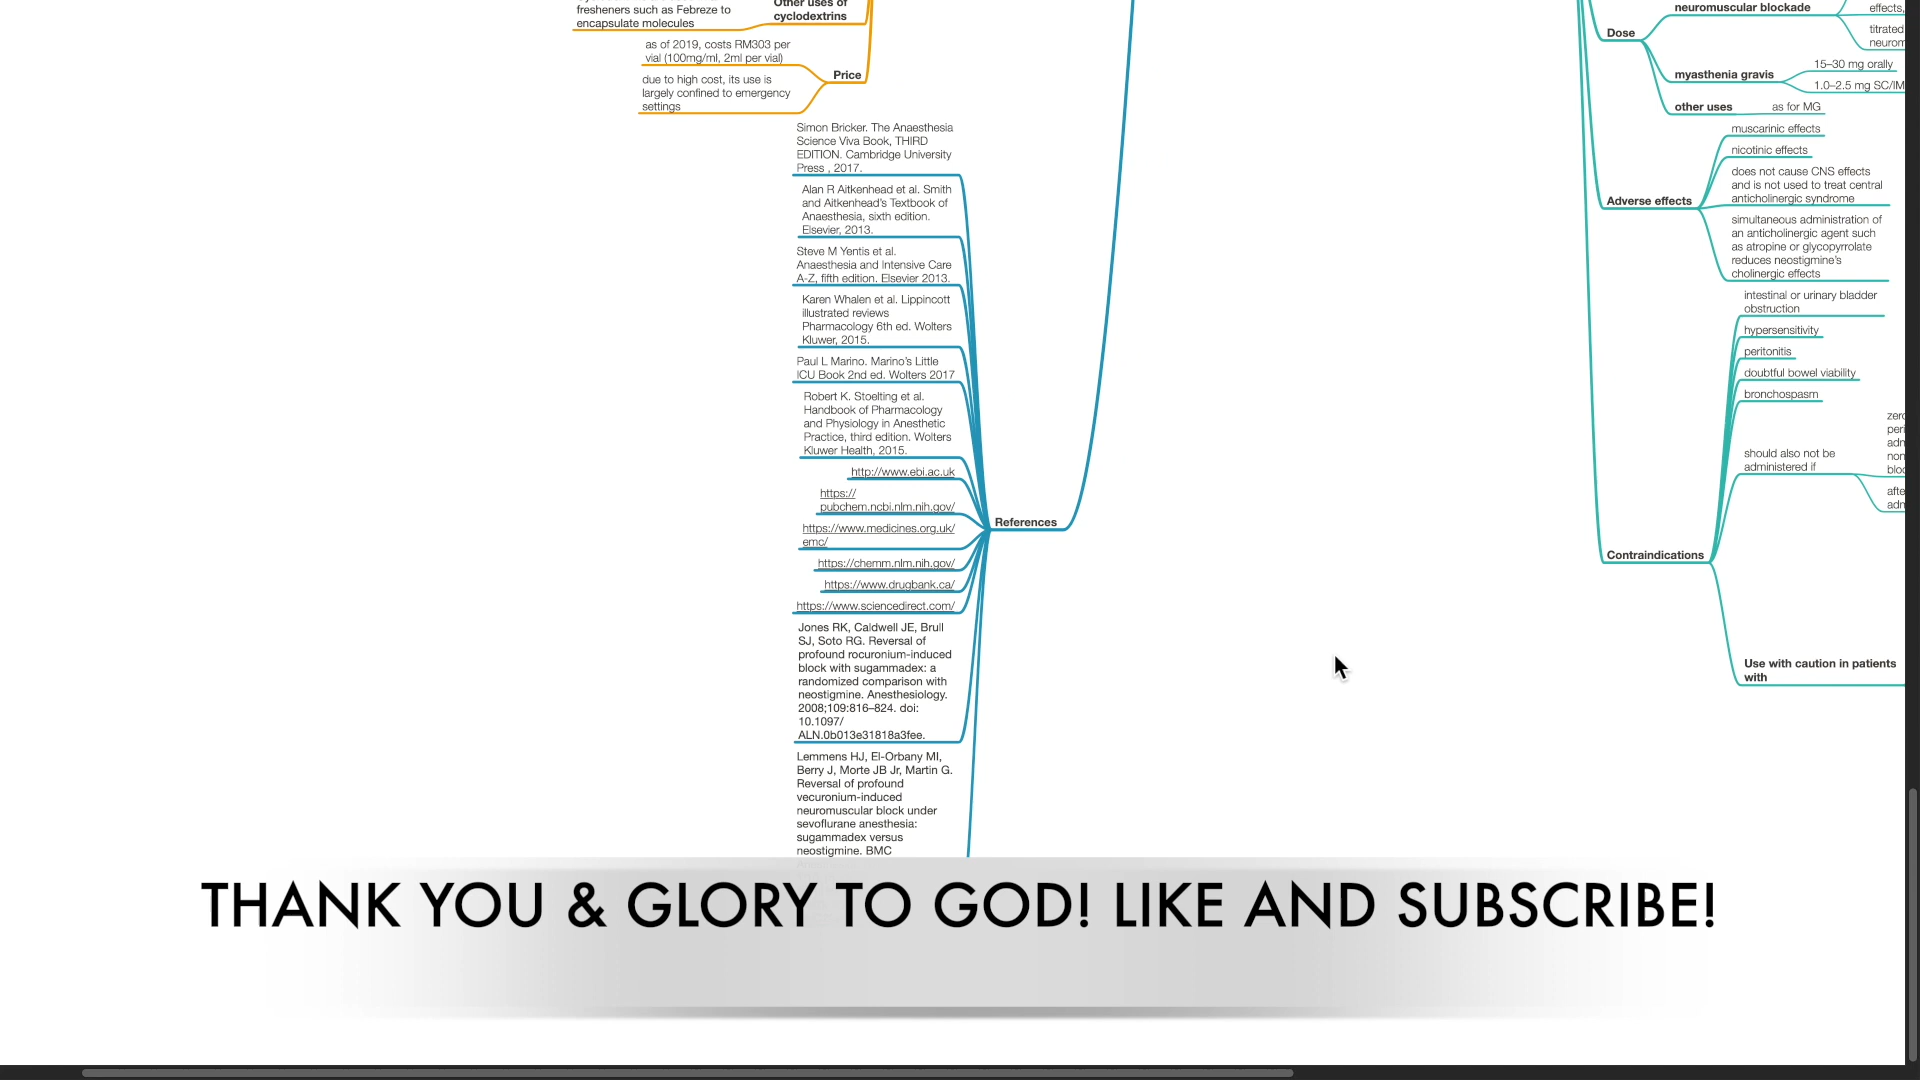 fresheners such as Febreze to
encapsulate molecules
Other uses of
cyclodextrins
as of 2019, costs RM303 per
vial (100mg/ml, 2ml per vial)
due to high cost, its use is
largely confined to emergency
settings
Price
Simon Bricker. The Anaesthesia
Science Viva Book, THIRD
EDITION. Cambridge University
Press , 2017.
Alan R Aitkenhead et al. Smith
and Aitkenhead's Textbook of
Anaesthesia, sixth edition.
Elsevier, 2013.
Steve M Yentis et al.
Anaesthesia and Intensive Care
A-Z, fifth edition. Elsevier 2013.
Karen Whalen et al. Lippincott
illustrated reviews
Pharmacology 6th ed. Wolters
Kluwer, 2015.
Paul L Marino. Marino's Little
ICU Book 2nd ed. Wolters 2017
Robert K. Stoelting et al.
Handbook of Pharmacology
and Physiology in Anesthetic
Practice, third edition. Wolters
Kluwer Health, 2015.
http://www.ebi.ac.uk
https://
pubchem.ncbi.nlm.nih.gov/
https://www.medicines.org.uk/
emc/
https://chemm.nlm.nih.gov/
https://www.drugbank.ca/
https://www.sciencedirect.com/
Jones RK, Caldwell JE, Brull
SJ, Soto RG. Reversal of
profound rocuronium-induced
block with sugammadex: a
randomized comparison with
neostigmine. Anesthesiology.
2008;109:816–824. doi:
10.1097/
ALN.0b013e31818a3fee.
Lemmens HJ, El-Orbany MI,
Berry J, Morte JB Jr, Martin G.
Reversal of profound
vecuronium-induced
neuromuscular block under
sevoflurane anesthesia:
sugammadex versus
neostigmine. BMC
References
Dose
neuromuscular blockade
effects,
titrated
neurom
myasthenia gravis
15–30 mg orally
1.0–2.5 mg SC/IM
other uses
as for MG
Adverse effects
muscarinic effects
nicotinic effects
does not cause CNS effects
and is not used to treat central
anticholinergic syndrome
simultaneous administration of
an anticholinergic agent such
as atropine or glycopyrrolate
reduces neostigmine's
cholinergic effects
Contraindications
intestinal or urinary bladder
obstruction
hypersensitivity
peritonitis
doubtful bowel viability
bronchospasm
should also not be
administered if
zero
peri
adm
non
bloc
afte
adm
Use with caution in patients
with
THANK YOU & GLORY TO GOD! LIKE AND SUBSCRIBE!